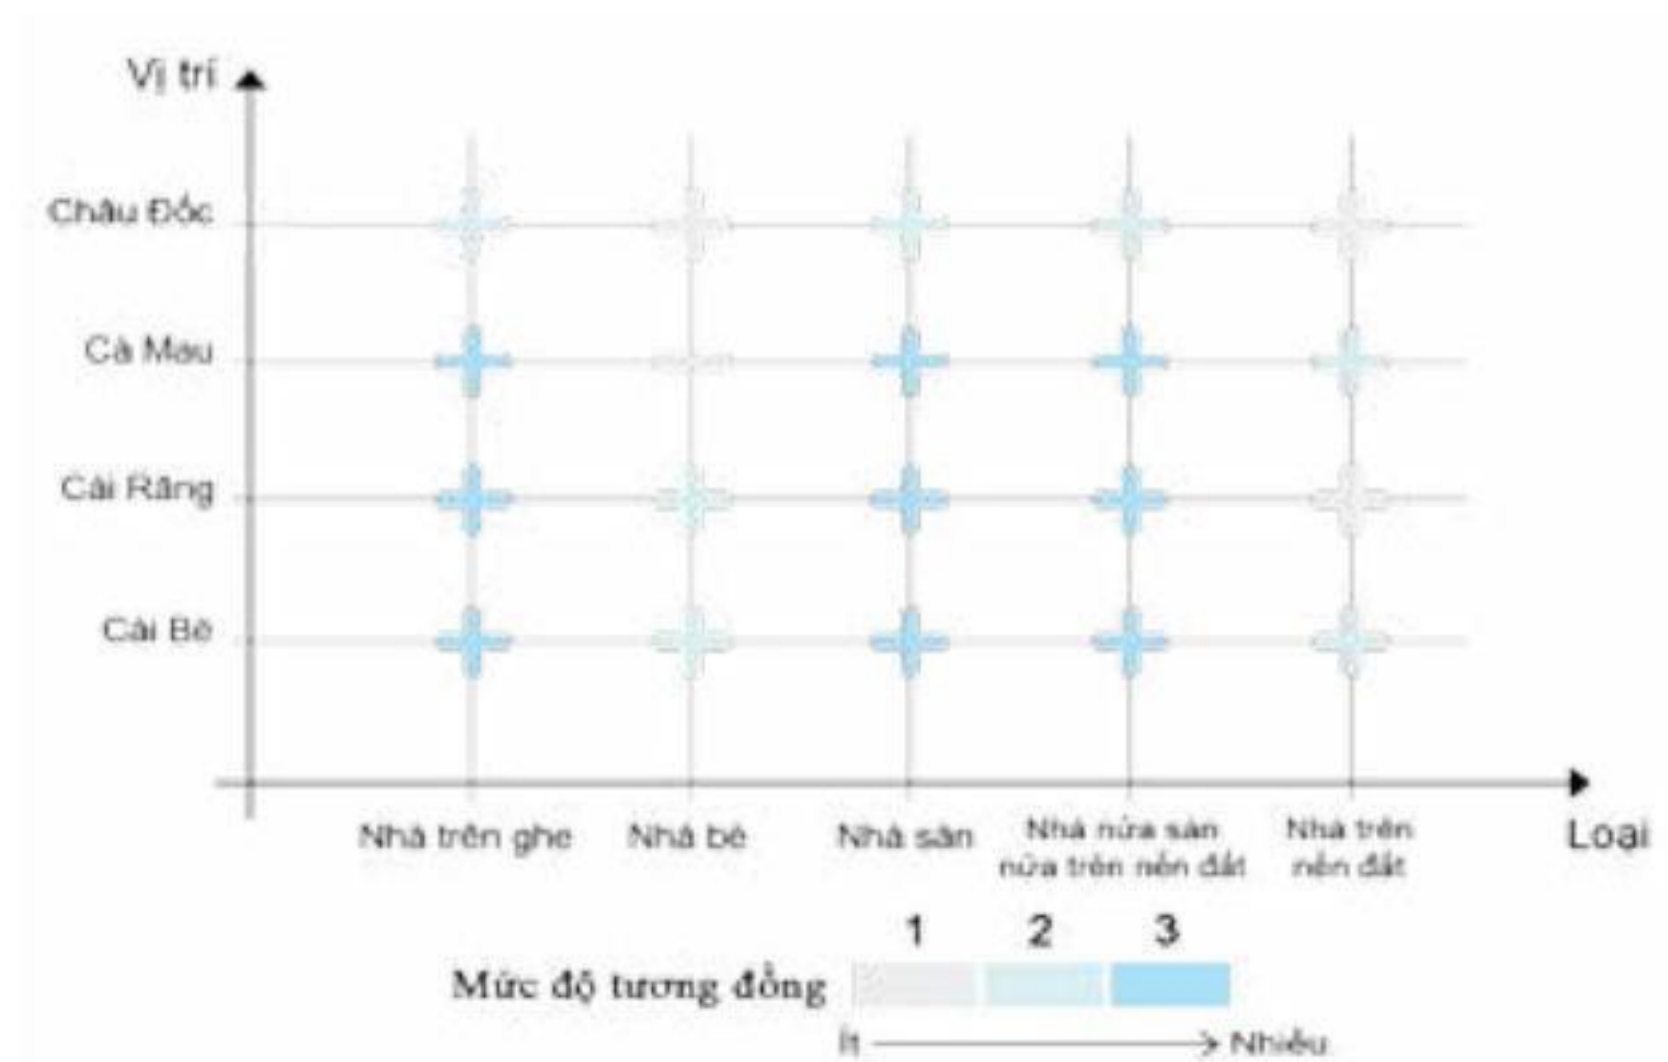 Vị trí
Châu Đốc
Cà Mau
Cái Răng
Cái Bè
Nhà trên ghe
Nhà bè
Nhà sàn
Nhà nửa sàn
nửa trên nền đất
Nhà trên
nền đất
Loại
1 2 3
Mức độ tương đồng
Ít
Nhiều